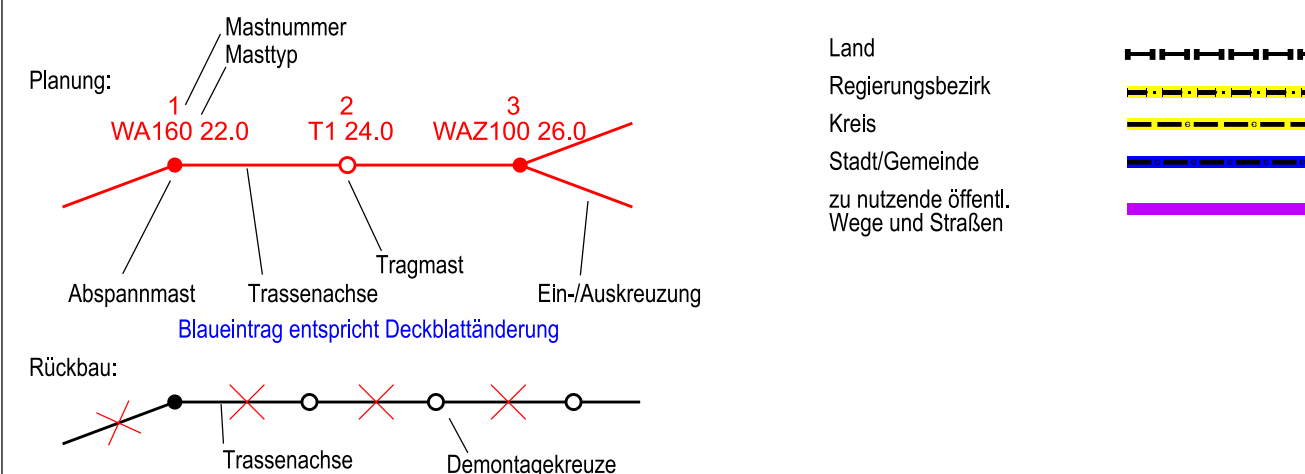 Mastnummer
Masttyp
Planung:
1
2
3
WA160 22.0
T1 24.0
WAZ100 26.0
Tragmast
Abspannmast
Trassenachse
Ein-/Auskreuzung
Blaueintrag entspricht Deckblattänderung
Rückbau:
Trassenachse
Demontagekreuze
Land
Regierungsbezirk
Kreis
Stadt/Gemeinde
zu nutzende öffentl.
Wege und Straßen